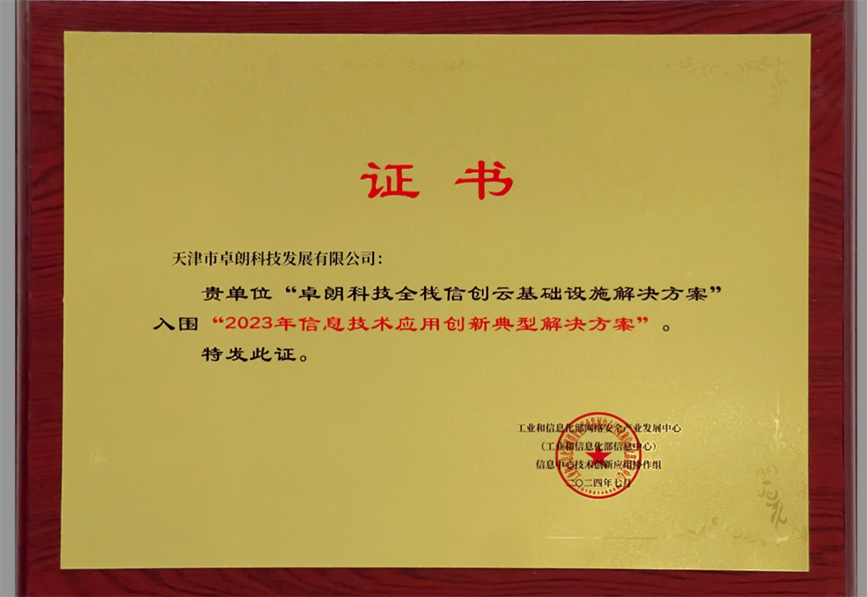 证书
天津市卓朗科技发展有限公司:
贵单位“卓朗科技全栈信创云基础设施解决方案”
入围“2023年信息技术应用创新典型解决方案”。
特发此证。
工业和信息化部网络安全产业发展中心
（工业和信息化部信息中心）
信息中心技术创新应用协作组
二〇二四年七月